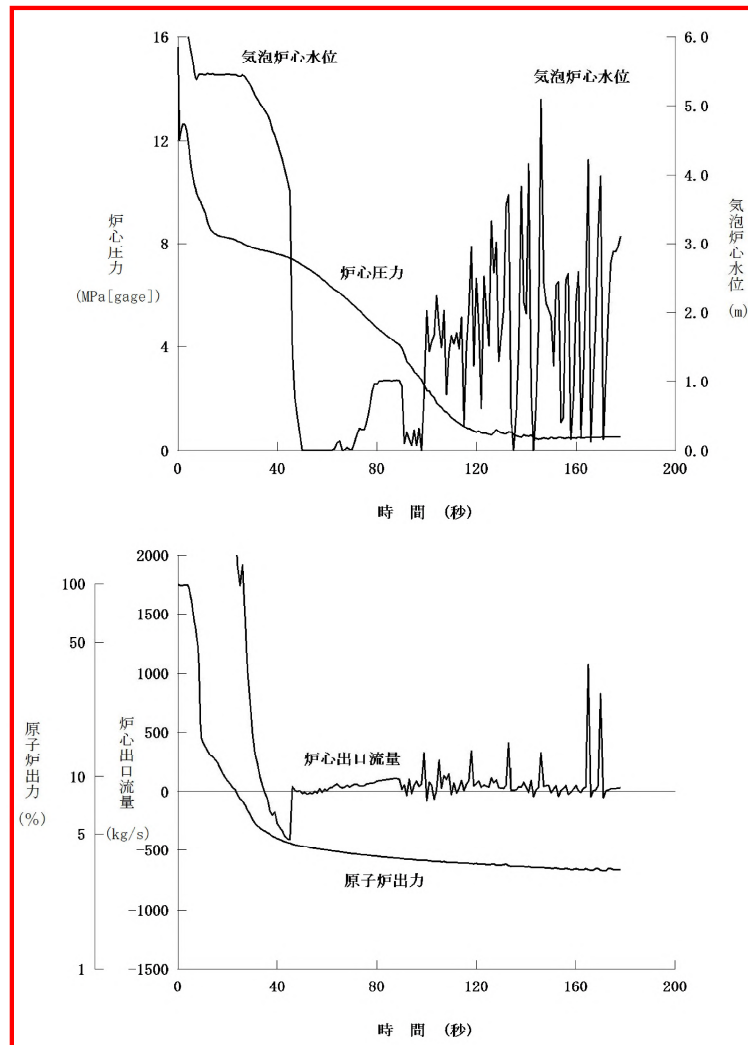 16
12
8
4
0
炉心圧力
(MPa[gage])
気泡炉心水位
気泡炉心水位
炉心圧力
6.0
5.0
4.0
3.0
2.0
1.0
0.0
気泡炉心水位
(m)
0
40
80
120
160
200
時 間 (秒)
100
50
10
5
1
原子炉出力
(%)
2000
1500
1000
500
0
-500
-1000
-1500
炉心出口流量
(kg/s)
炉心出口流量
原子炉出力
0
40
80
120
160
200
時 間 (秒)